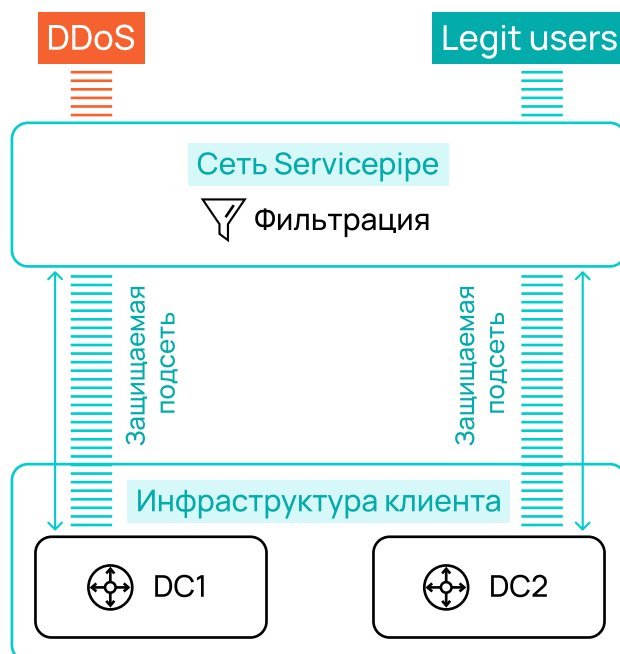 DDoS
Legit users
Сеть Servicepipe
Фильтрация
Защищаемая
подсеть
Защищаемая
подсеть
Инфраструктура клиента
DC1
DC2